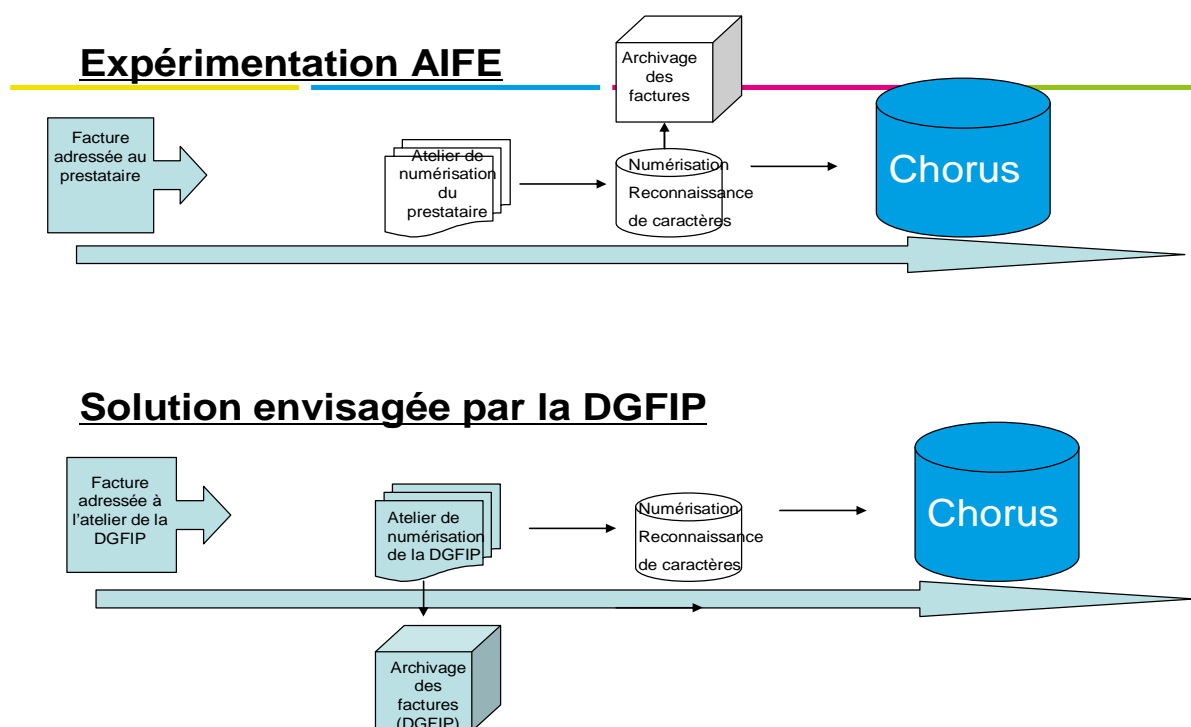 Expérimentation AIFE
Archivage
des
factures
Facture
adressée au
prestataire
Atelier de
numérisation
du
prestataire
Numérisation
Reconnaissance
de caractères
Chorus
Solution envisagée par la DGFIP
Facture
adressée à
l'atelier de la
DGFIP
Atelier de
numérisation
de la DGFIP
Numérisation
Reconnaissance
de caractères
Chorus
Archivage
des
factures
(DGFIP)